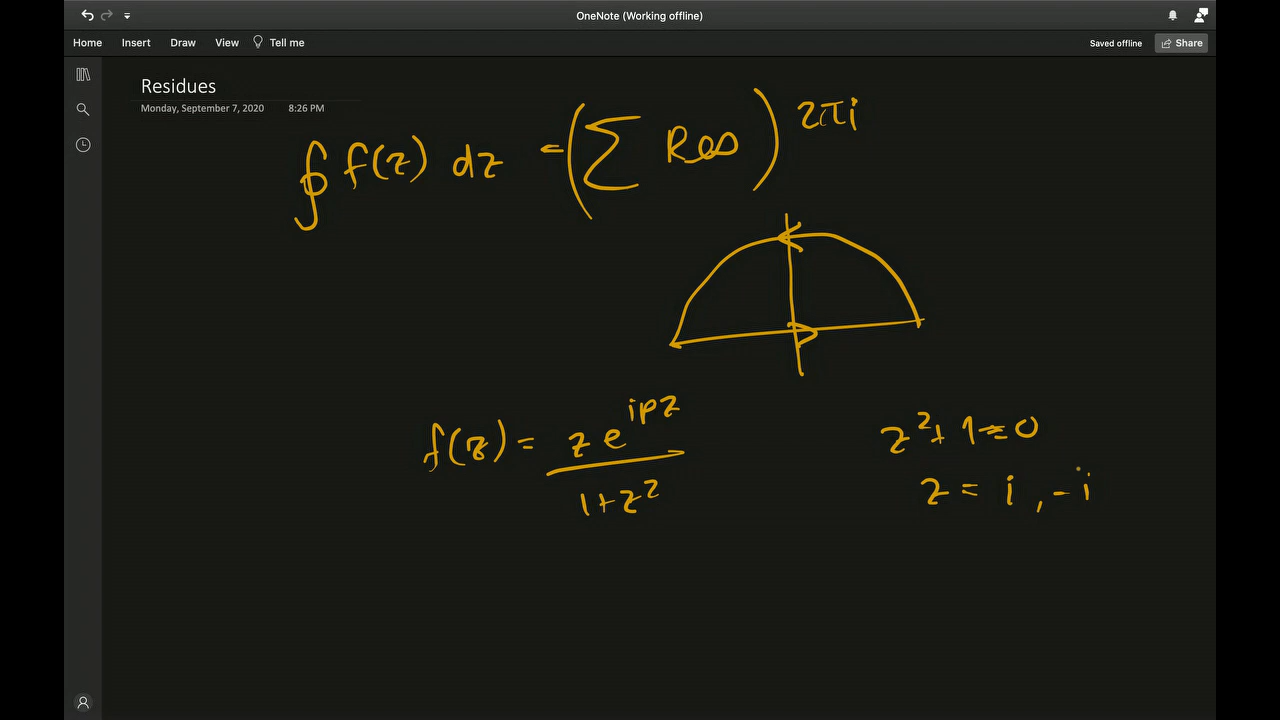 OneNote (Working offline)
Home Insert Draw View Tell me Saved offline Share
Residues
Monday, September 7, 2020 8:26 PM
∮ f(z) dz = (∑ Res) 2πi
f(z) = z e^{ipz} / 1+z²
z² + 1 = 0
z = i , -i